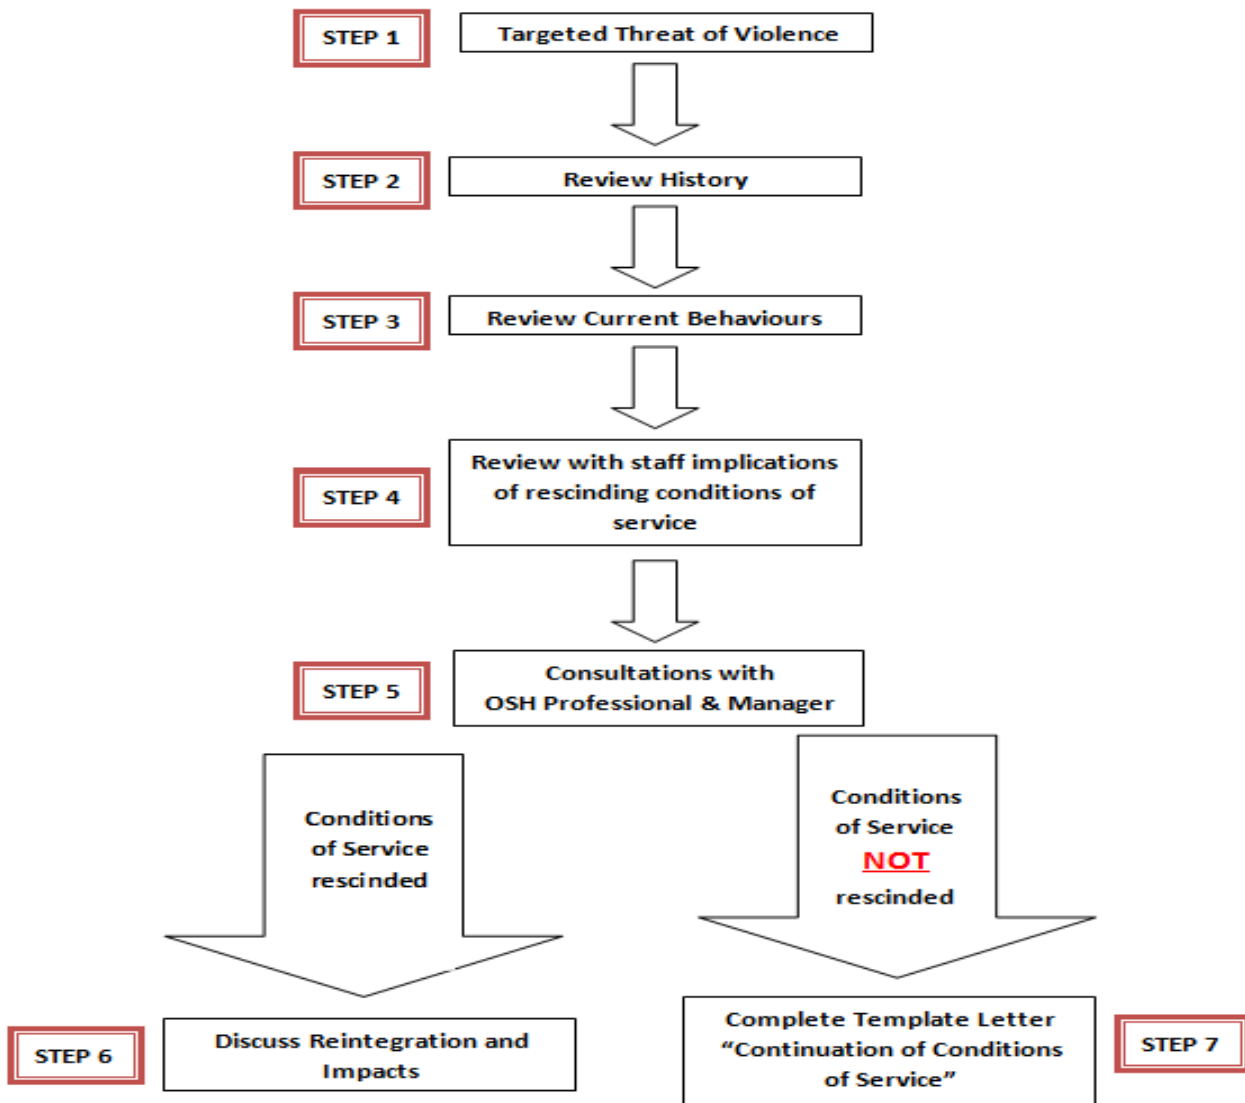 STEP 1
Targeted Threat of Violence
STEP 2
Review History
STEP 3
Review Current Behaviours
STEP 4
Review with staff implications
of rescinding conditions of
service
STEP 5
Consultations with
OSH Professional & Manager
Conditions
of Service
rescinded
Conditions
of Service
NOT
rescinded
STEP 6
Discuss Reintegration and
Impacts
Complete Template Letter
“Continuation of Conditions
of Service”
STEP 7